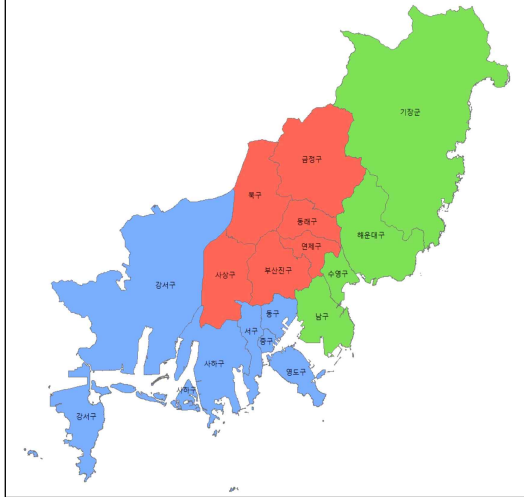 기장군
금정구
북구
동래구
해운대구
연제구
부산진구
수영구
사상구
강서구
동구
남구
서구
중구
사하구
영도구
사하구
강서구